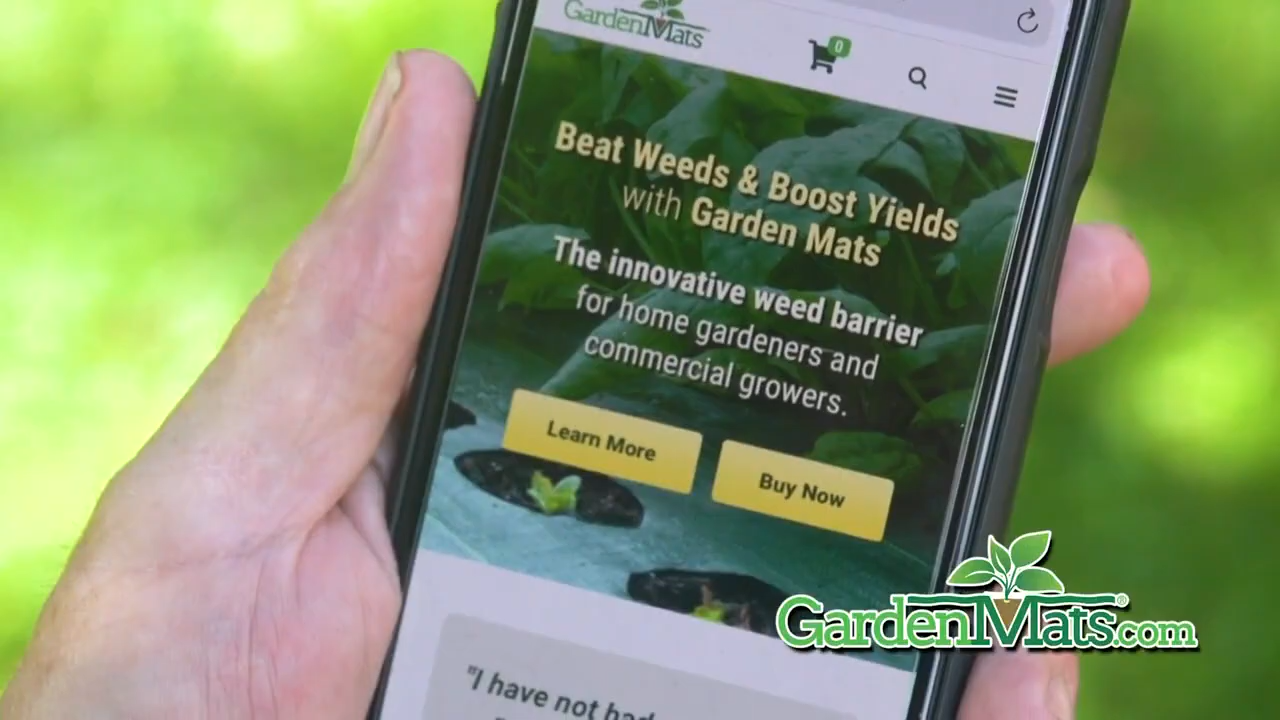 GardenMats
0
Beat Weeds & Boost Yields
with Garden Mats
The innovative weed barrier
for home gardeners and
commercial growers.
Learn More
Buy Now
"I have not had
GardenMats®.com